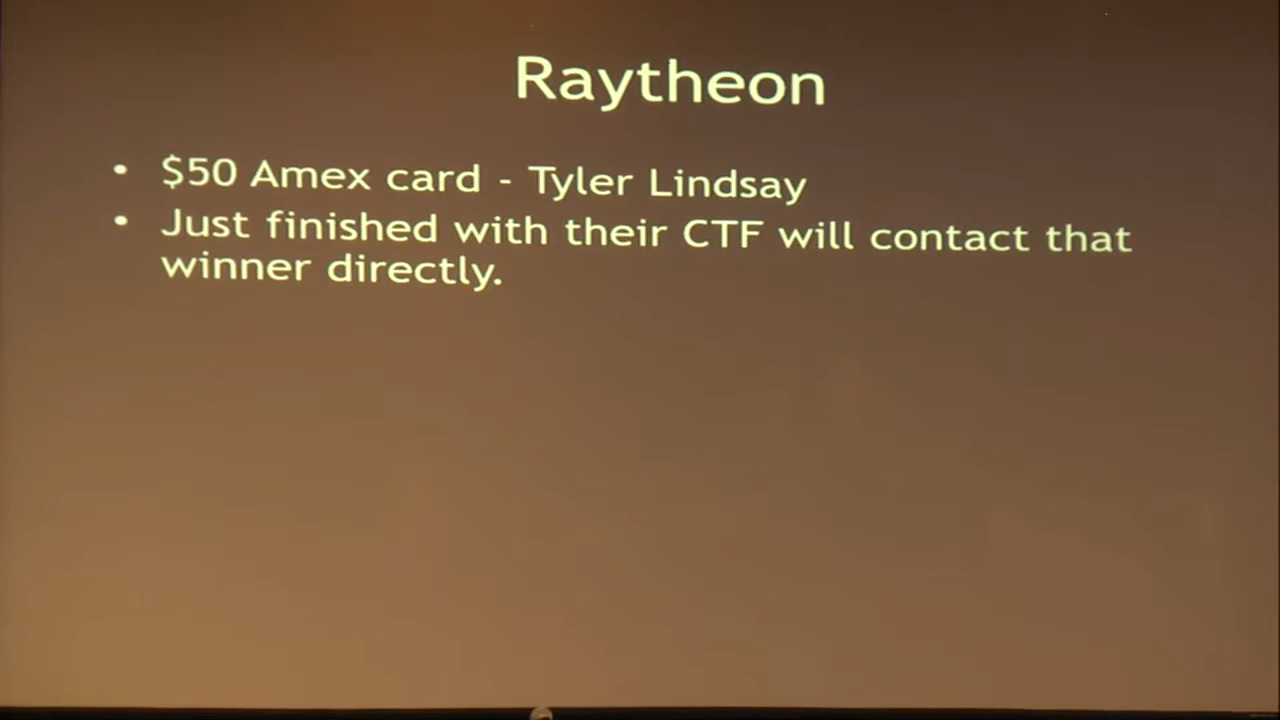 Raytheon
• $50 Amex card - Tyler Lindsay
• Just finished with their CTF will contact that
winner directly.